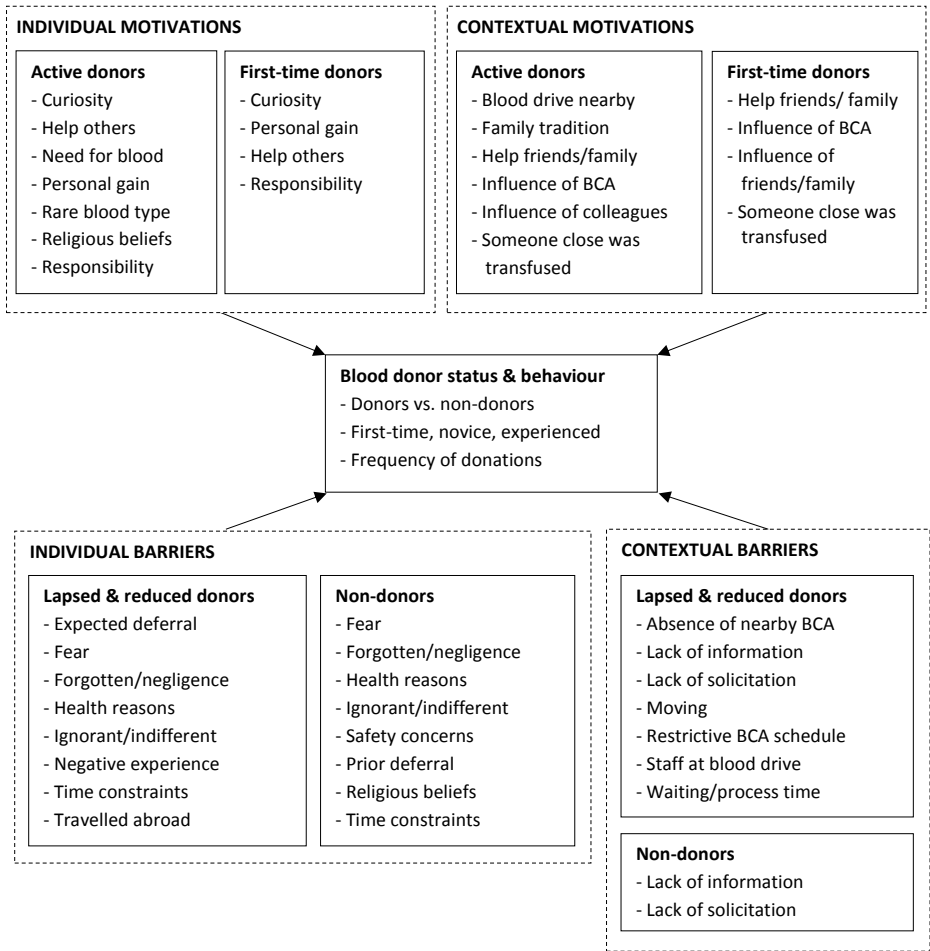 INDIVIDUAL MOTIVATIONS
Active donors
- Curiosity
- Help others
- Need for blood
- Personal gain
- Rare blood type
- Religious beliefs
- Responsibility
First-time donors
- Curiosity
- Personal gain
- Help others
- Responsibility
CONTEXTUAL MOTIVATIONS
Active donors
- Blood drive nearby
- Family tradition
- Help friends/family
- Influence of BCA
- Influence of colleagues
- Someone close was
transfused
First-time donors
- Help friends/ family
- Influence of BCA
- Influence of
friends/family
- Someone close was
transfused
Blood donor status & behaviour
- Donors vs. non-donors
- First-time, novice, experienced
- Frequency of donations
INDIVIDUAL BARRIERS
Lapsed & reduced donors
- Expected deferral
- Fear
- Forgotten/negligence
- Health reasons
- Ignorant/indifferent
- Negative experience
- Time constraints
- Travelled abroad
Non-donors
- Fear
- Forgotten/negligence
- Health reasons
- Ignorant/indifferent
- Safety concerns
- Prior deferral
- Religious beliefs
- Time constraints
CONTEXTUAL BARRIERS
Lapsed & reduced donors
- Absence of nearby BCA
- Lack of information
- Lack of solicitation
- Moving
- Restrictive BCA schedule
- Staff at blood drive
- Waiting/process time
Non-donors
- Lack of information
- Lack of solicitation